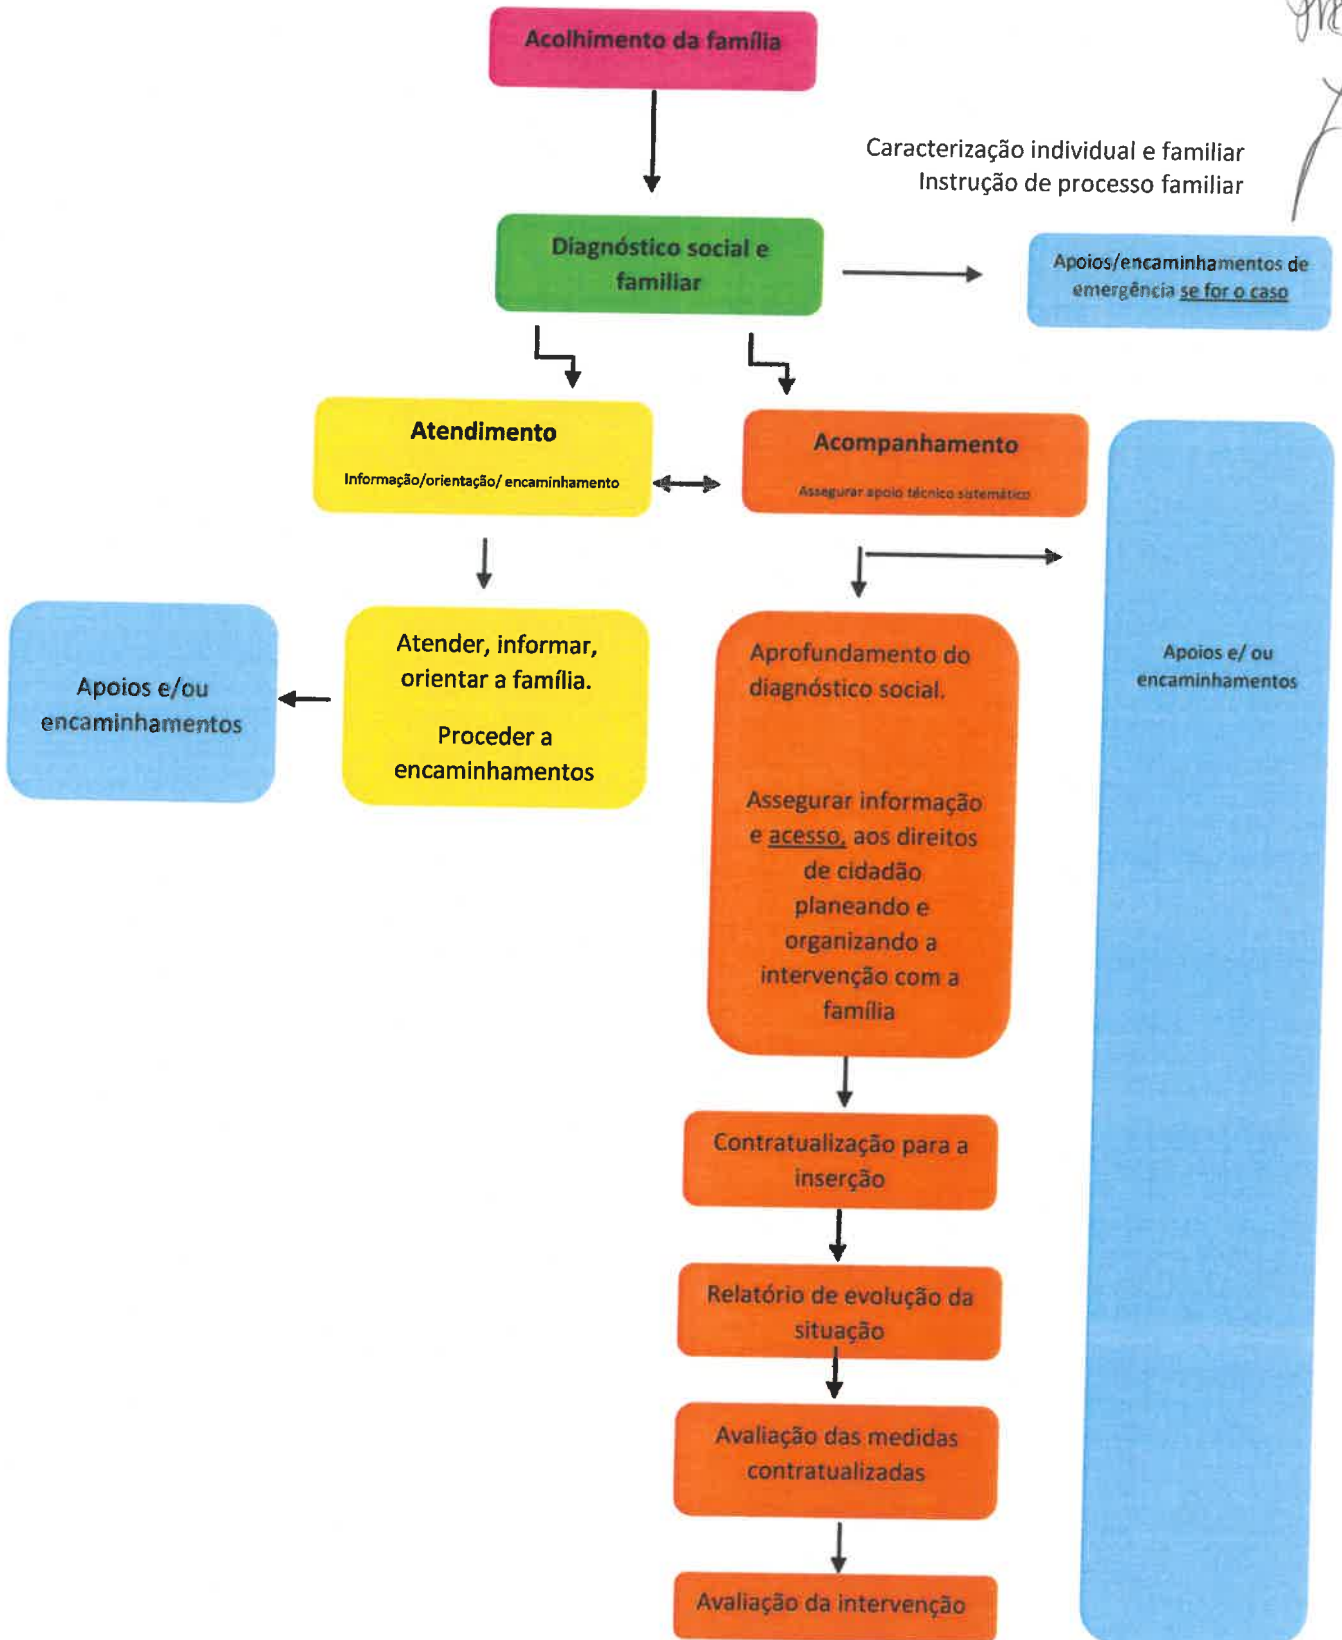 Acolhimento da família
Caracterização individual e familiar
Instrução de processo familiar
Diagnóstico social e
familiar
Apoios/encaminhamentos de
emergência se for o caso
Atendimento
Informação/orientação/ encaminhamento
Acompanhamento
Assegurar apoio técnico sistemático
Apoios e/ou
encaminhamentos
Atender, informar,
orientar a família.
Proceder a
encaminhamentos
Aprofundamento do
diagnóstico social.
Assegurar informação
e acesso, aos direitos
de cidadão
planeando e
organizando a
intervenção com a
família
Apoios e/ ou
encaminhamentos
Contratualização para a
inserção
Relatório de evolução da
situação
Avaliação das medidas
contratualizadas
Avaliação da intervenção